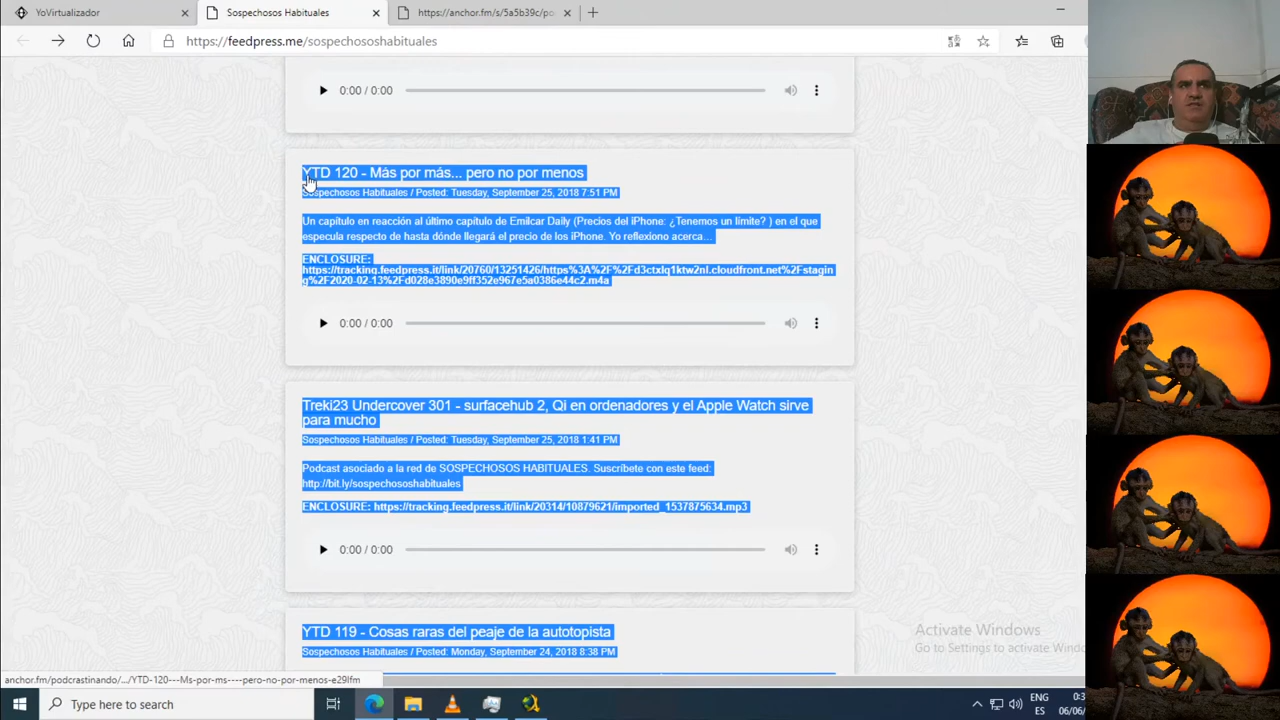 YoVirtualizador
Sospechosos Habituales
https://anchor.fm/s/5a5b39c/po
https://feedpress.me/sospechososhabituales
0:00 / 0:00
YTD 120 - Más por más... pero no por menos
Sospechosos Habituales / Posted: Tuesday, September 25, 2018 7:51 PM
Un capítulo en reacción al último capítulo de Emilcar Daily (Precios del iPhone: ¿Tenemos un límite? ) en el que
especula respecto de hasta dónde llegará el precio de los iPhone. Yo reflexiono acerca...
ENCLOSURE:
https://tracking.feedpress.it/link/20760/13251426/https%3A%2F%2Fd3ctxlq1ktw2nl.cloudfront.net%2Fstagin
g%2F2020-02-13%2Fd028e3890e9ff352e967e5a0386e44c2.m4a
0:00 / 0:00
Treki23 Undercover 301 - surfacehub 2, Qi en ordenadores y el Apple Watch sirve
para mucho
Sospechosos Habituales / Posted: Tuesday, September 25, 2018 1:41 PM
Podcast asociado a la red de SOSPECHOSOS HABITUALES. Suscríbete con este feed:
http://bit.ly/sospechososhabituales
ENCLOSURE: https://tracking.feedpress.it/link/20314/10879621/imported_1537875634.mp3
0:00 / 0:00
YTD 119 - Cosas raras del peaje de la autotopista
Sospechosos Habituales / Posted: Monday, September 24, 2018 8:38 PM
Activate Windows
Go to Settings to activate Windo
anchor.fm/podcrastinando/.../YTD-120---Ms-por-ms----pero-no-por-menos-e29lfm
Type here to search
ENG
ES
0:3
06/06/